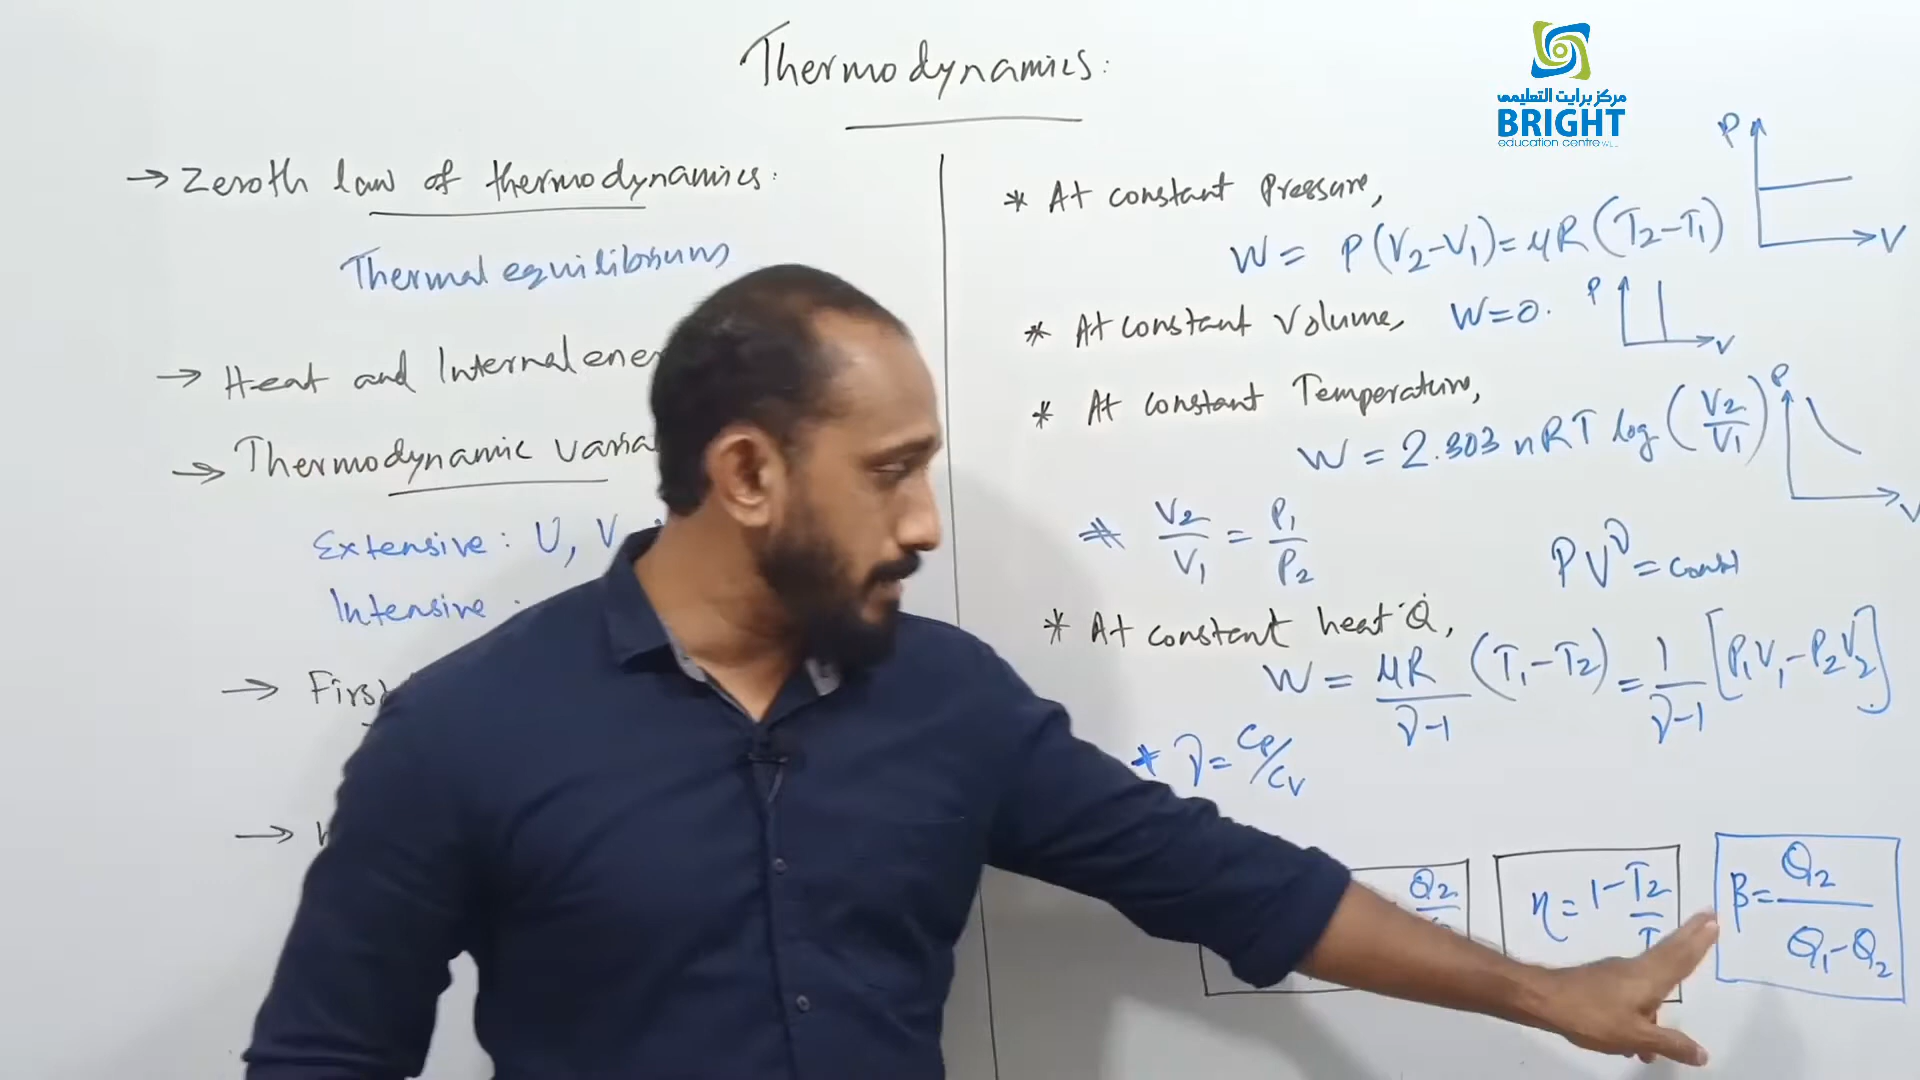 Thermodynamics:
مركز برايت التعليمي
BRIGHT
education centre W.L.L
→ Zeroth law of thermodynamics:
Thermal equilibriums
→ Heat and Internal ener
→ Thermodynamic varia
Extensive: U, V
Intensive:
→ First
→
* At constant Pressure,
W = P(V₂-V₁) = μR(T₂-T₁)
P
V
* At constant Volume, W=0.
P
V
* At constant Temperature,
W = 2.303 nRT log (V₂/V₁)
P
V
* V₂/V₁ = P₁/P₂
PV^γ = const
* At constant heat Q,
W = μR/γ-1 (T₁-T₂) = 1/γ-1 [P₁V₁-P₂V₂]
* γ = Cp/Cv
Q₂
η = 1-T₂/T
β = Q₂/Q₁-Q₂